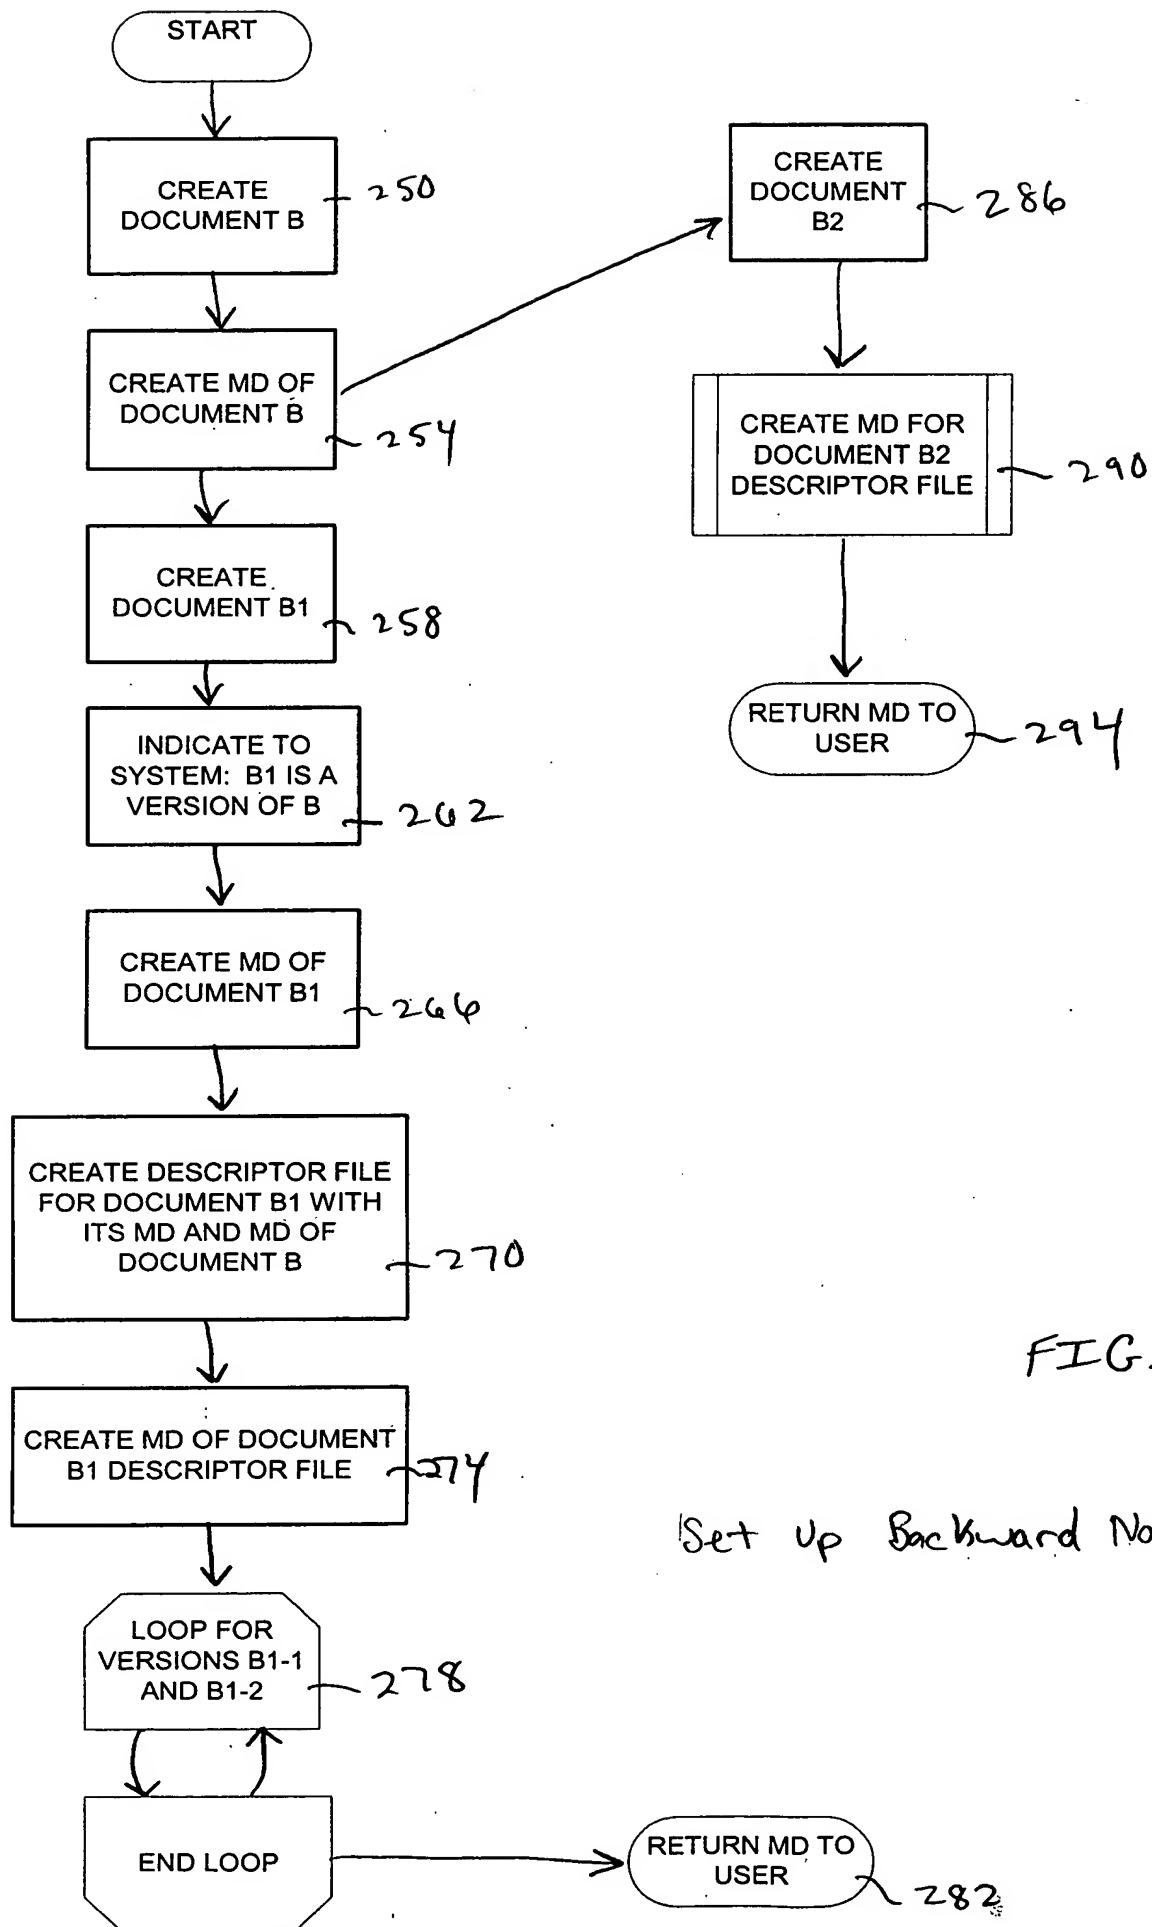 START
CREATE
DOCUMENT B
250
CREATE MD OF
DOCUMENT B
254
CREATE
DOCUMENT B1
258
INDICATE TO
SYSTEM: B1 IS A
VERSION OF B
262
CREATE MD OF
DOCUMENT B1
266
CREATE DESCRIPTOR FILE
FOR DOCUMENT B1 WITH
ITS MD AND MD OF
DOCUMENT B
270
CREATE MD OF DOCUMENT
B1 DESCRIPTOR FILE
274
LOOP FOR
VERSIONS B1-1
AND B1-2
278
END LOOP
RETURN MD TO
USER
282
CREATE
DOCUMENT
B2
286
CREATE MD FOR
DOCUMENT B2
DESCRIPTOR FILE
290
RETURN MD TO
USER
294
FIG.
Set Up Backward No